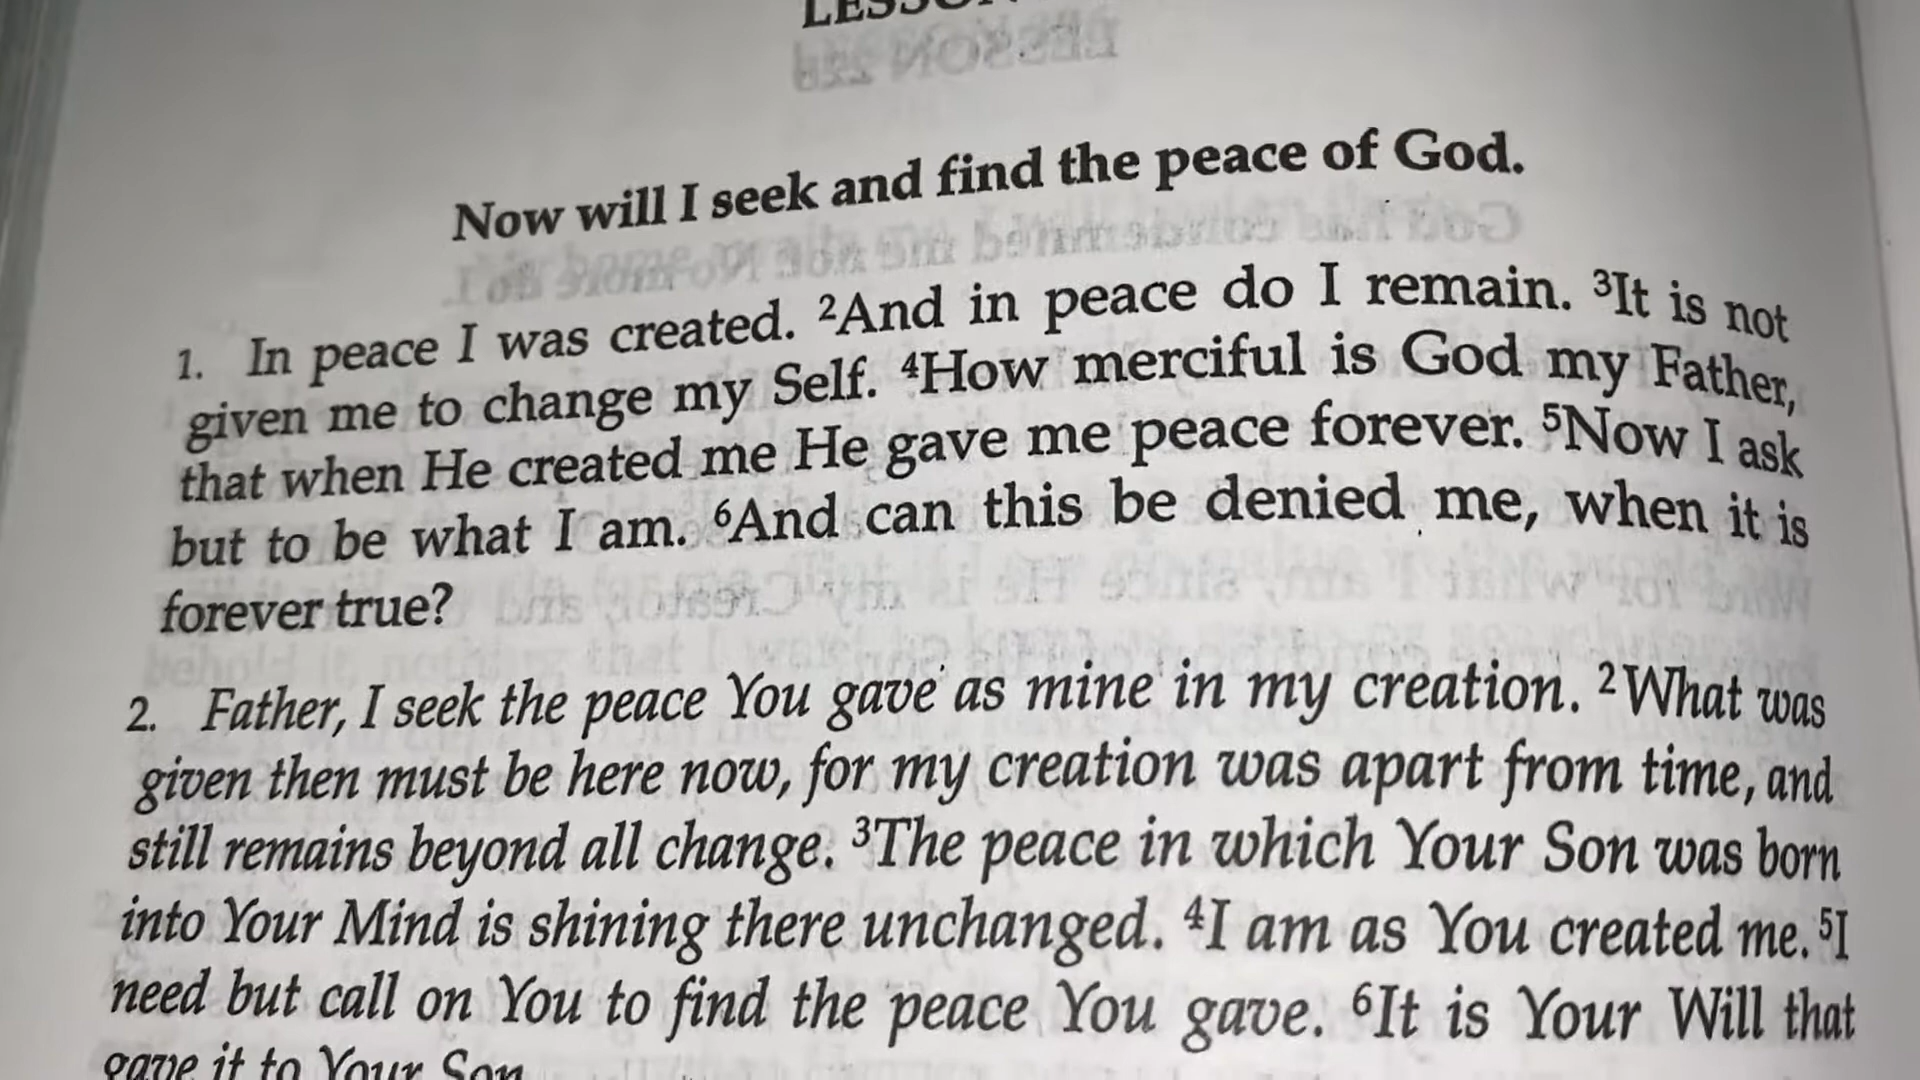 LESSON
Now will I seek and find the peace of God.
1. In peace I was created. ²And in peace do I remain. ³It is not
given me to change my Self. ⁴How merciful is God my Father,
that when He created me He gave me peace forever. ⁵Now I ask
but to be what I am. ⁶And can this be denied me, when it is
forever true?
2. Father, I seek the peace You gave as mine in my creation. ²What was
given then must be here now, for my creation was apart from time, and
still remains beyond all change. ³The peace in which Your Son was born
into Your Mind is shining there unchanged. ⁴I am as You created me. ⁵I
need but call on You to find the peace You gave. ⁶It is Your Will that
gave it to Your Son.